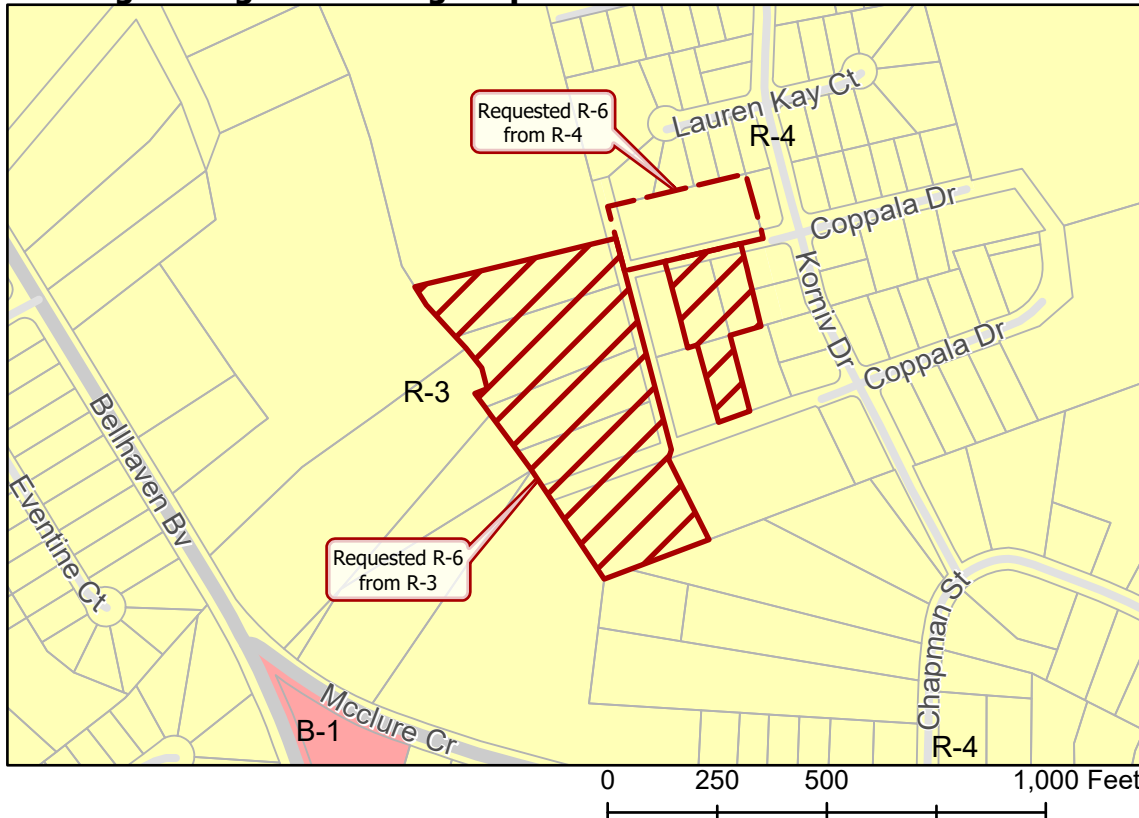 Lauren Kay Ct
Requested R-6
from R-4
R-4
Coppala Dr
Korniv Dr
Coppala Dr
R-3
Bellhaven Bv
Eventine Ct
Requested R-6
from R-3
Chapman St
Mcclure Cr
B-1
R-4
0 250 500 1,000 Feet